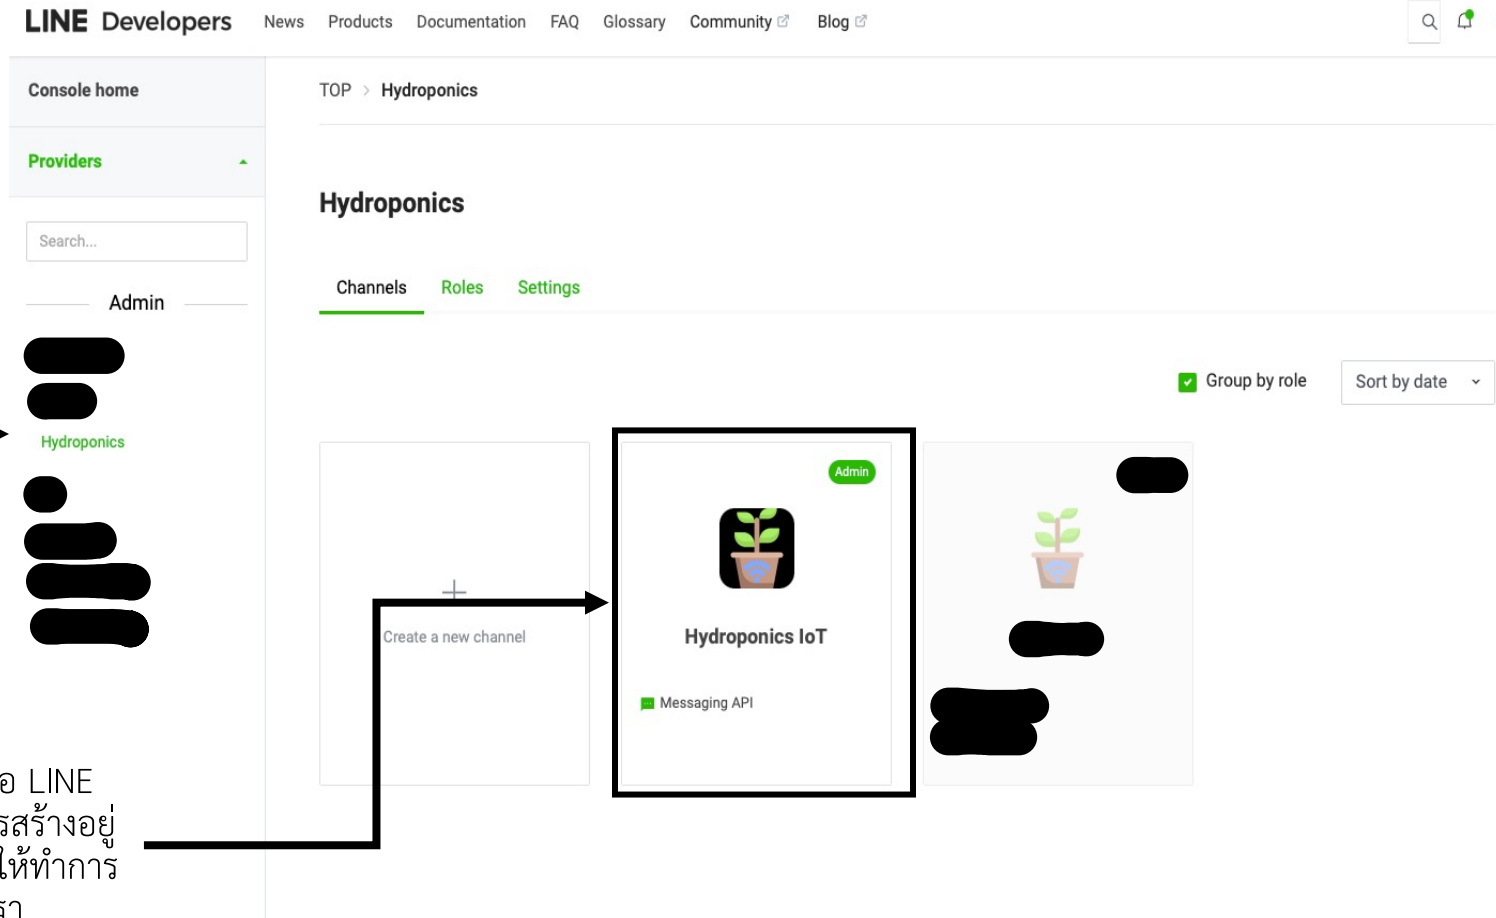 LINE Developers News Products Documentation FAQ Glossary Community Blog
Console home
TOP > Hydroponics
Providers
Hydroponics
Search...
Channels Roles Settings
Admin
Group by role Sort by date
Hydroponics
Admin
Create a new channel
Hydroponics IoT
Messaging API
อ LINE
รสร้างอยู่
ให้ทำการ
รา